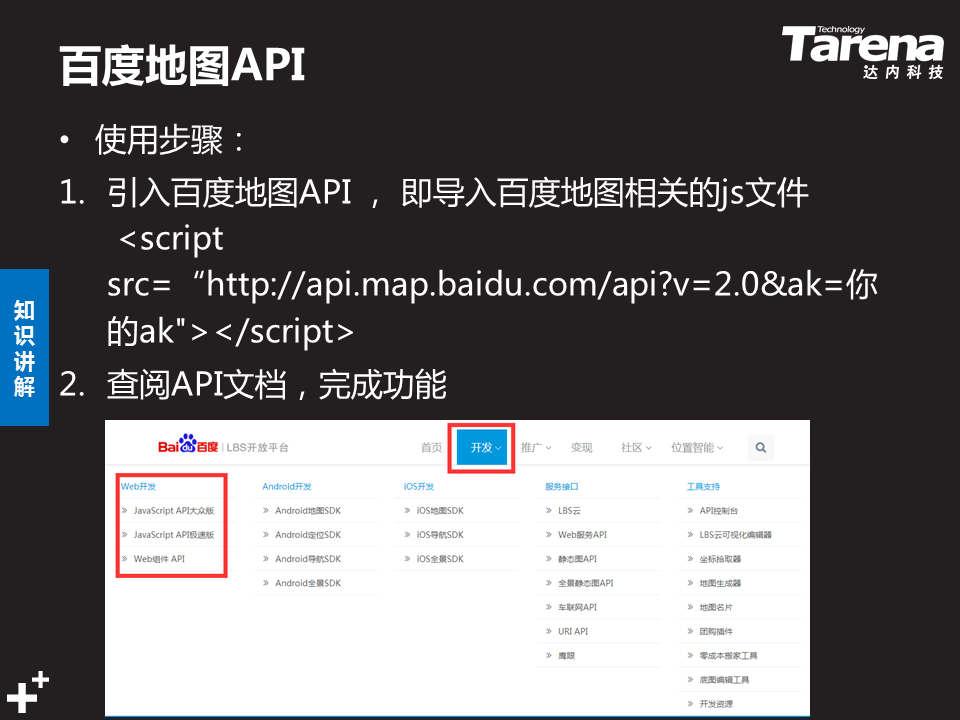 百度地图API
Technology
Tarena
达内科技
• 使用步骤：
1. 引入百度地图API ， 即导入百度地图相关的js文件
<script
src=“http://api.map.baidu.com/api?v=2.0&ak=你
的ak"></script>
2. 查阅API文档，完成功能
知识讲解
Bai du 百度 | LBS开放平台
首页 开发 推广 变现 社区 位置智能
Web开发 Android开发 iOS开发 服务接口 工具支持
» JavaScript API大众版 » Android地图SDK » iOS地图SDK » LBS云 » API控制台
» JavaScript API极速版 » Android定位SDK » iOS导航SDK » Web服务API » LBS云可视化编辑器
» Web组件 API » Android导航SDK » iOS全景SDK » 静态图API » 坐标拾取器
» Android全景SDK » 全景静态图API » 地图生成器
» 车联网API » 地图名片
» URI API » 团购插件
» 鹰眼 » 零成本搬家工具
» 底图编辑工具
» 开发资源